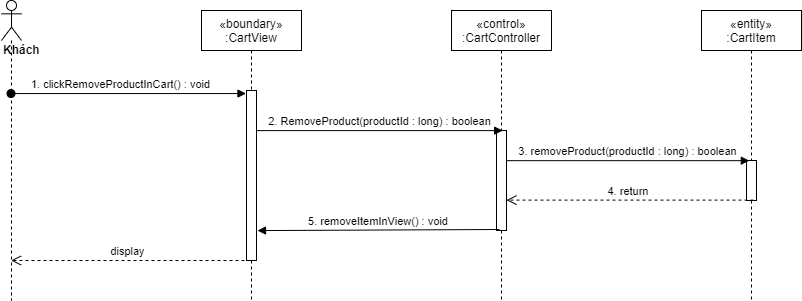 «boundary»
:CartView
«control»
:CartController
«entity»
:CartItem
Khách
1. clickRemoveProductInCart() : void
2. RemoveProduct(productId : long) : boolean
3. removeProduct(productId : long) : boolean
4. return
5. removeItemInView() : void
display